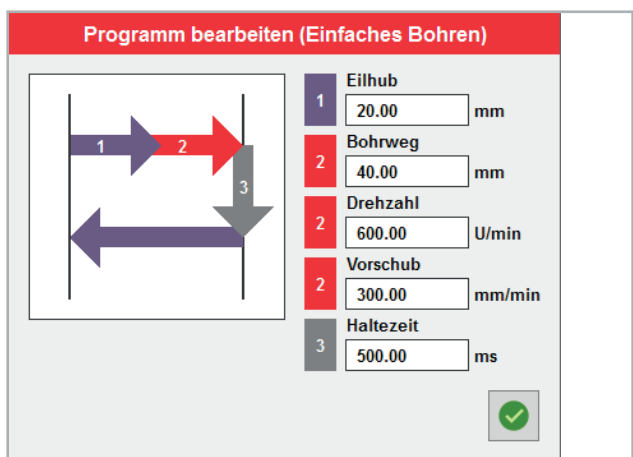 Programm bearbeiten (Einfaches Bohren)
1 2
3
1 Eilhub
20.00 mm
2 Bohrweg
40.00 mm
2 Drehzahl
600.00 U/min
2 Vorschub
300.00 mm/min
3 Haltezeit
500.00 ms